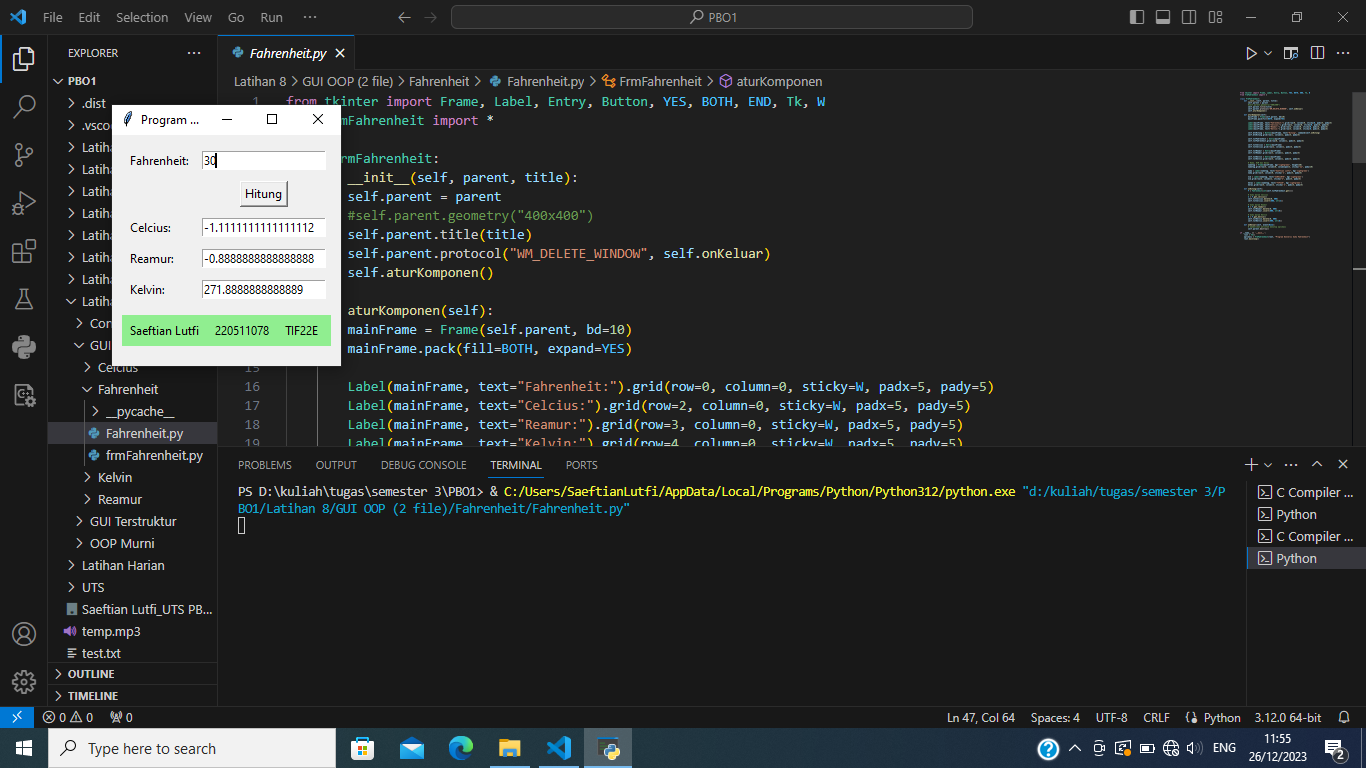 File Edit Selection View Go Run ··· PBO1
EXPLORER ···
PBO1
.dist
.vscod
Latiha
Latiha
Latiha
Latiha
Latiha
Latiha
Latiha
Latiha
Con
GUI
Celcius
Fahrenheit
__pycache__
Fahrenheit.py
frmFahrenheit.py
Kelvin
Reamur
GUI Terstruktur
OOP Murni
Latihan Harian
UTS
Saeftian Lutfi_UTS PB...
temp.mp3
test.txt
OUTLINE
TIMELINE
Program ...
Fahrenheit: 30
Hitung
Celcius: -1.1111111111111112
Reamur: -0.8888888888888888
Kelvin: 271.8888888888889
Saeftian Lutfi 220511078 TIF22E
Fahrenheit.py
Latihan 8 > GUI OOP (2 file) > Fahrenheit > Fahrenheit.py > FrmFahrenheit > aturKomponen
1 from tkinter import Frame, Label, Entry, Button, YES, BOTH, END, Tk, W
mFahrenheit import *
rmFahrenheit:
__init__(self, parent, title):
self.parent = parent
#self.parent.geometry("400x400")
self.parent.title(title)
self.parent.protocol("WM_DELETE_WINDOW", self.onKeluar)
self.aturKomponen()
aturKomponen(self):
mainFrame = Frame(self.parent, bd=10)
mainFrame.pack(fill=BOTH, expand=YES)
15
16 Label(mainFrame, text="Fahrenheit:").grid(row=0, column=0, sticky=W, padx=5, pady=5)
17 Label(mainFrame, text="Celcius:").grid(row=2, column=0, sticky=W, padx=5, pady=5)
18 Label(mainFrame, text="Reamur:").grid(row=3, column=0, sticky=W, padx=5, pady=5)
19 Label(mainFrame, text="Kelvin:").grid(row=4, column=0, sticky=W, padx=5, pady=5)
PROBLEMS OUTPUT DEBUG CONSOLE TERMINAL PORTS
PS D:\kuliah\tugas\semester 3\PBO1> & C:/Users/SaeftianLutfi/AppData/Local/Programs/Python/Python312/python.exe "d:/kuliah/tugas/semester 3/P
BO1/Latihan 8/GUI OOP (2 file)/Fahrenheit/Fahrenheit.py"
C Compiler ...
Python
C Compiler ...
Python
0 0 0 Ln 47, Col 64 Spaces: 4 UTF-8 CRLF Python 3.12.0 64-bit
Type here to search
ENG
11:55
26/12/2023
2